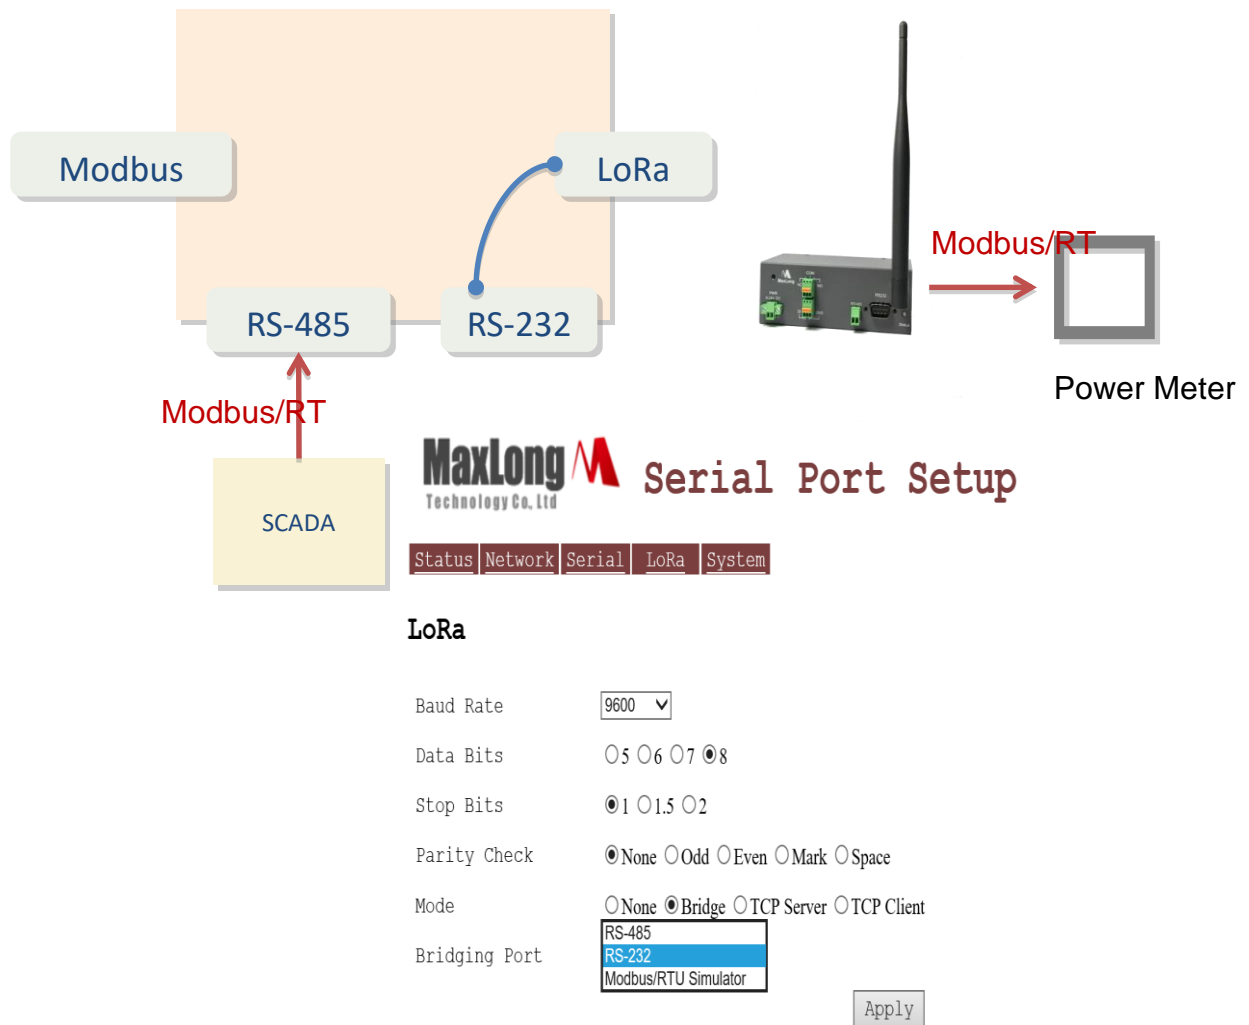 Modbus
LoRa
RS-485
RS-232
Modbus/RT
Power Meter
Modbus/RT
SCADA
MaxLong
Technology Co., Ltd
Serial Port Setup
Status Network Serial LoRa System
LoRa
Baud Rate 9600
Data Bits 5 6 7 8
Stop Bits 1 1.5 2
Parity Check None Odd Even Mark Space
Mode None Bridge TCP Server TCP Client
Bridging Port
RS-485
RS-232
Modbus/RTU Simulator
Apply